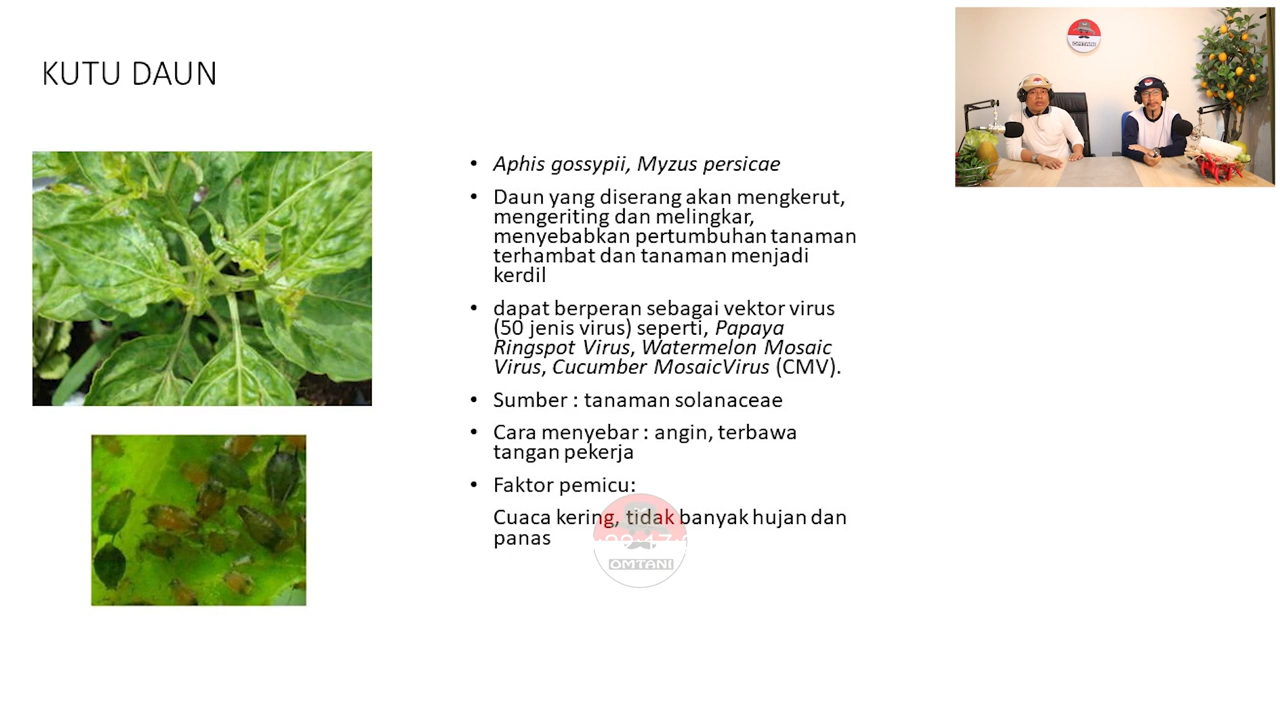 KUTU DAUN
OMTANI
• Aphis gossypii, Myzus persicae
• Daun yang diserang akan mengkerut,
mengeriting dan melingkar,
menyebabkan pertumbuhan tanaman
terhambat dan tanaman menjadi
kerdil
• dapat berperan sebagai vektor virus
(50 jenis virus) seperti, Papaya
Ringspot Virus, Watermelon Mosaic
Virus, Cucumber MosaicVirus (CMV).
• Sumber : tanaman solanaceae
• Cara menyebar : angin, terbawa
tangan pekerja
• Faktor pemicu:
Cuaca kering, tidak banyak hujan dan
panas
OMTANI